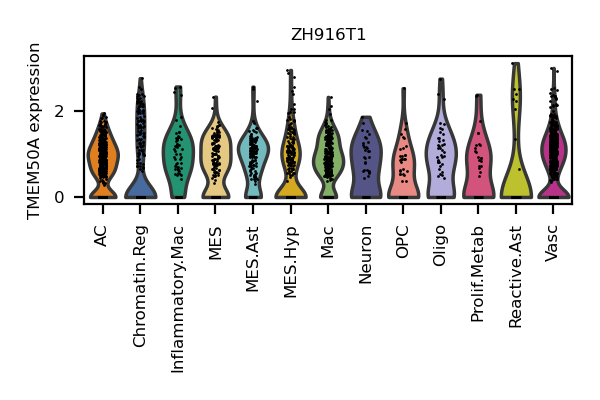 ZH916T1
TMEM50A expression
2
0
AC
Chromatin.Reg
Inflammatory.Mac
MES
MES.Ast
MES.Hyp
Mac
Neuron
OPC
Oligo
Prolif.Metab
Reactive.Ast
Vasc